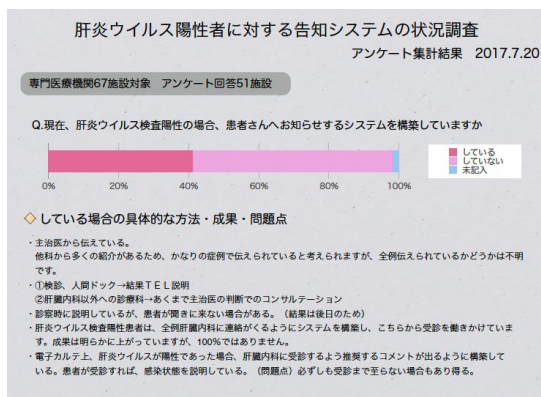 肝炎ウイルス陽性者に対する告知システムの状況調査
アンケート集計結果　2017.7.20
専門医療機関67施設対象　アンケート回答51施設
Q.現在、肝炎ウイルス検査陽性の場合、患者さんへお知らせするシステムを構築していますか
している
していない
未記入
0% 20% 40% 60% 80% 100%
◇ している場合の具体的な方法・成果・問題点
・主治医から伝えている。
他科から多くの紹介があるため、かなりの症例で伝えられていると考えられますが、全例伝えられているかどうかは不明
です。
・①検診、人間ドック→結果ＴＥＬ説明
②肝臓内科以外への診療科→あくまで主治医の判断でのコンサルテーション
・診察時に説明しているが、患者が聞きに来ない場合がある。（結果は後日のため）
・肝炎ウイルス検査陽性患者は、全例肝臓内科に連絡がくるようにシステムを構築し、こちらから受診を働きかけていま
す。成果は明らかに上がっていますが、100%ではありません。
・電子カルテ上、肝炎ウイルスが陽性であった場合、肝臓内科に受診するよう推奨するコメントが出るように構築して
いる。患者が受診すれば、感染状態を説明している。（問題点）必ずしも受診まで至らない場合もあり得る。